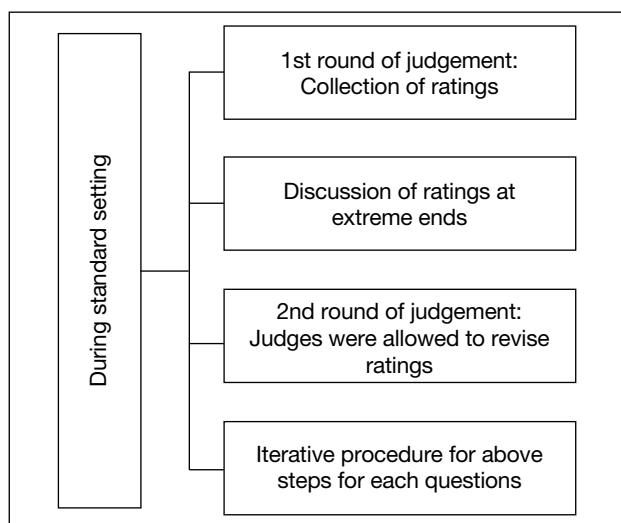 During standard setting
1st round of judgement:
Collection of ratings
Discussion of ratings at
extreme ends
2nd round of judgement:
Judges were allowed to revise
ratings
Iterative procedure for above
steps for each questions